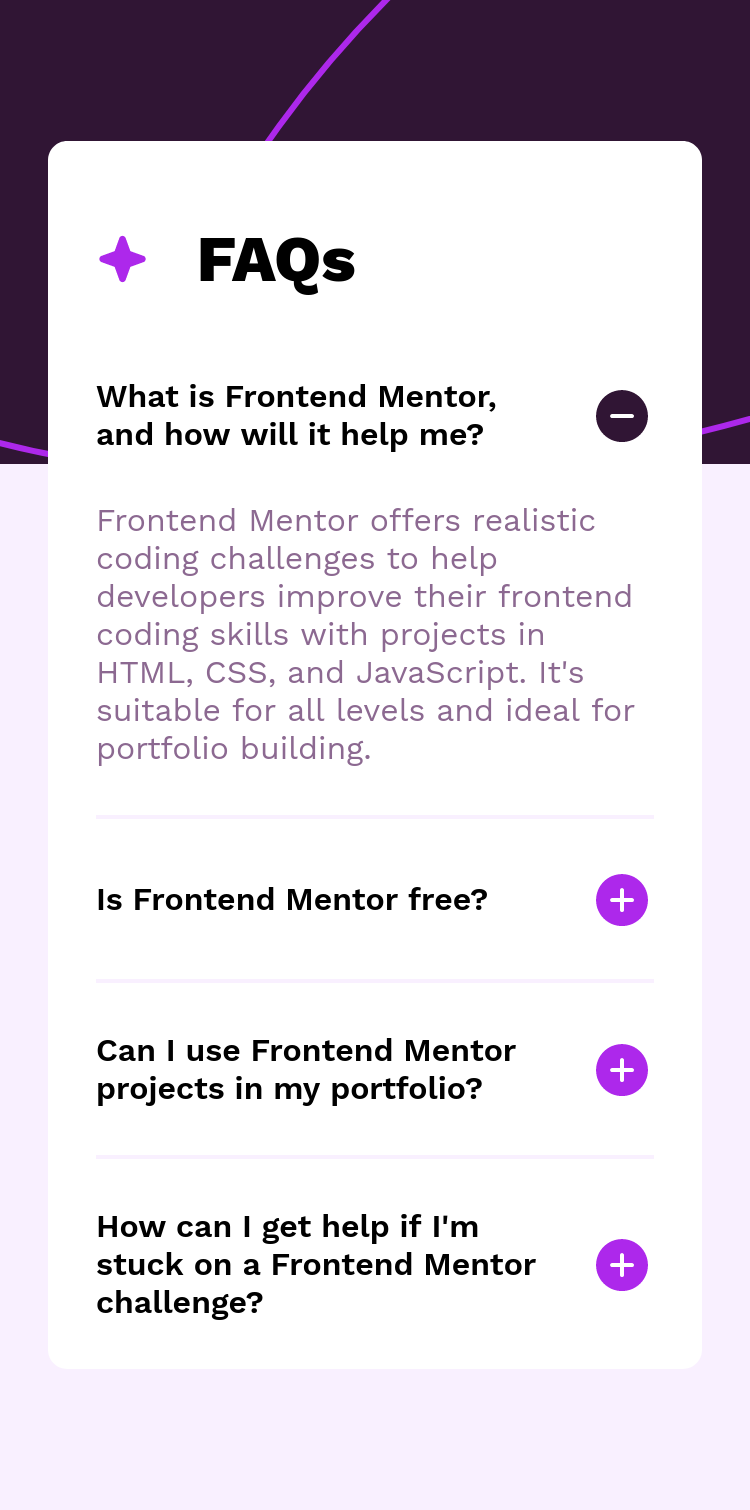 FAQs
What is Frontend Mentor,
and how will it help me?
Frontend Mentor offers realistic
coding challenges to help
developers improve their frontend
coding skills with projects in
HTML, CSS, and JavaScript. It's
suitable for all levels and ideal for
portfolio building.
Is Frontend Mentor free?
Can I use Frontend Mentor
projects in my portfolio?
How can I get help if I'm
stuck on a Frontend Mentor
challenge?